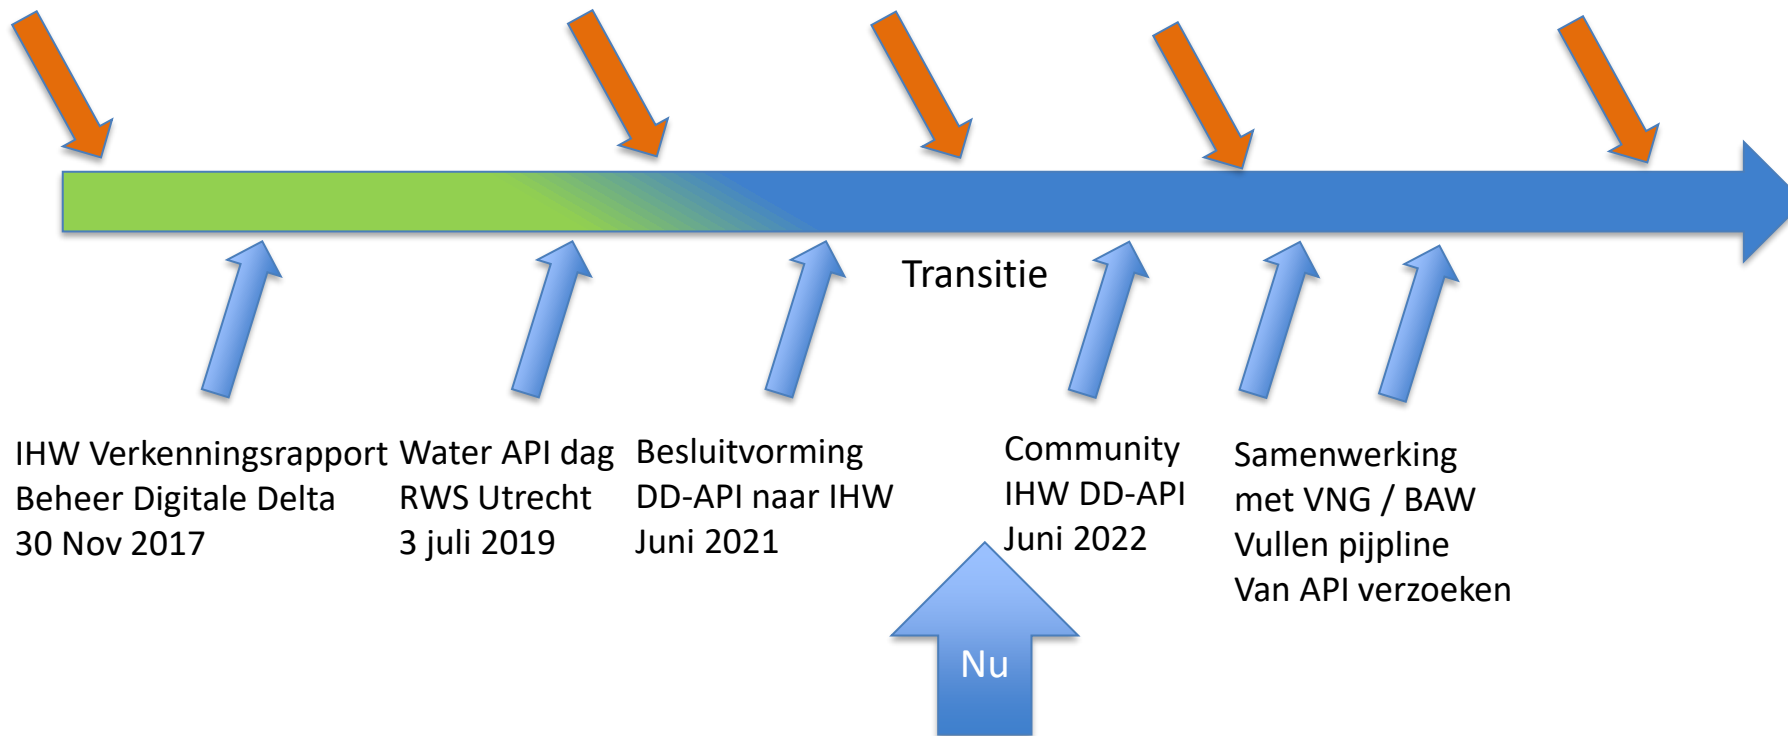 Transitie
IHW Verkenningsrapport
Beheer Digitale Delta
30 Nov 2017
Water API dag
RWS Utrecht
3 juli 2019
Besluitvorming
DD-API naar IHW
Juni 2021
Community
IHW DD-API
Juni 2022
Samenwerking
met VNG / BAW
Vullen pijpline
Van API verzoeken
Nu